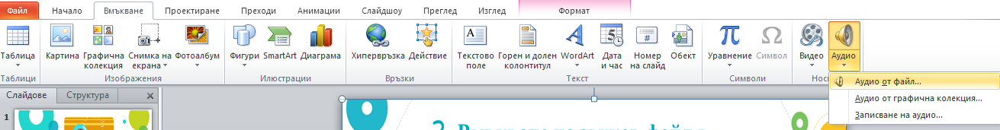 Файл Начало Вмъкване Проектиране Преходи Анимации Слайдшоу Преглед Изглед Формат
Таблица Картина Графична колекция Снимка на екрана Фотоалбум Фигури SmartArt Диаграма Хипервръзка Действие Текстово поле Горен и долен колонтитул WordArt Дата и час Номер на слайд Обект Уравнение Символ Видео Аудио
Таблици Изображения Илюстрации Връзки Текст Символи
Аудио от файл...
Аудио от графична колекция...
Записване на аудио...
Слайдове Структура
1
2.